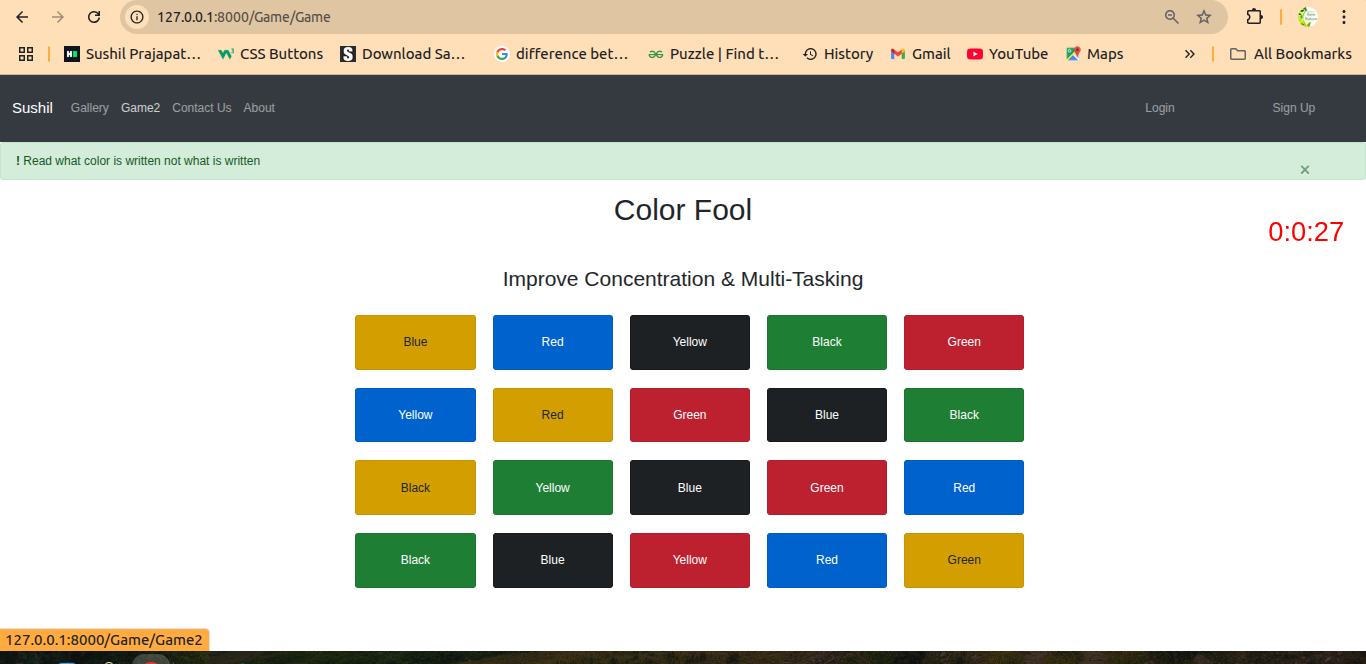 127.0.0.1:8000/Game/Game
Sushil Prajapat... CSS Buttons Download Sa... difference bet... Puzzle | Find t... History Gmail YouTube Maps » All Bookmarks
Sushil Gallery Game2 Contact Us About Login Sign Up
! Read what color is written not what is written ×
Color Fool
0:0:27
Improve Concentration & Multi-Tasking
Blue Red Yellow Black Green
Yellow Red Green Blue Black
Black Yellow Blue Green Red
Black Blue Yellow Red Green
127.0.0.1:8000/Game/Game2